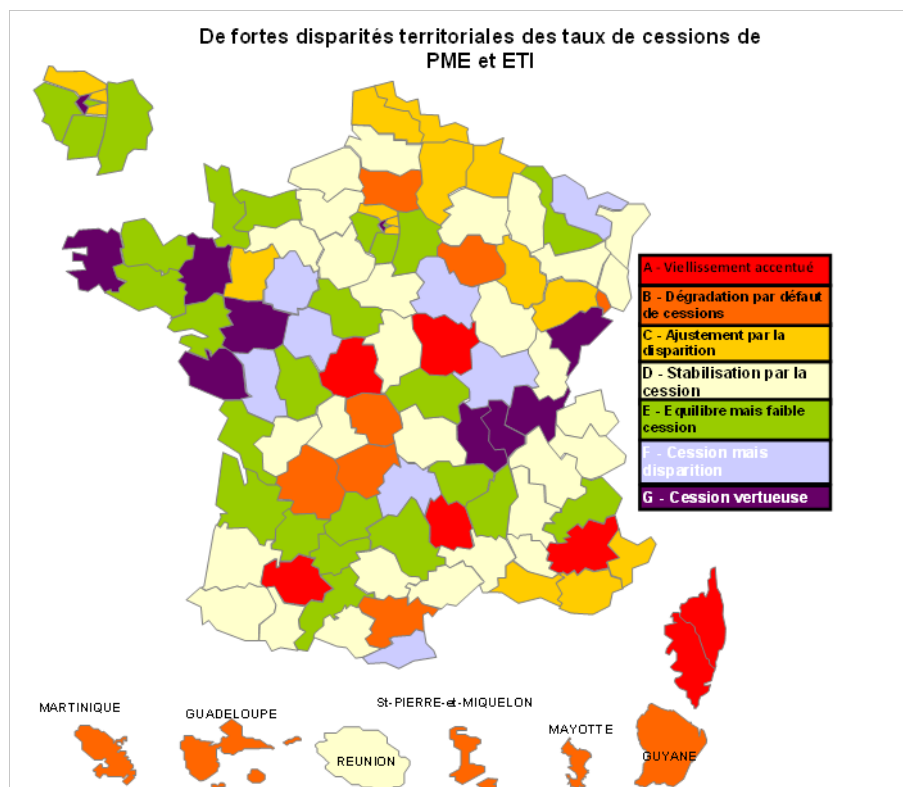 De fortes disparités territoriales des taux de cessions de
PME et ETI
A - Viellissement accentué
B - Dégradation par défaut
de cessions
C - Ajustement par la
disparition
D - Stabilisation par la
cession
E - Equilibre mais faible
cession
F - Cession mais
disparition
G - Cession vertueuse
MARTINIQUE
GUADELOUPE
St-PIERRE-et-MIQUELON
MAYOTTE
REUNION
GUYANE